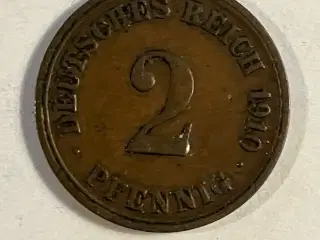 DEUTSCHES REICH 1910
2
PFENNIG